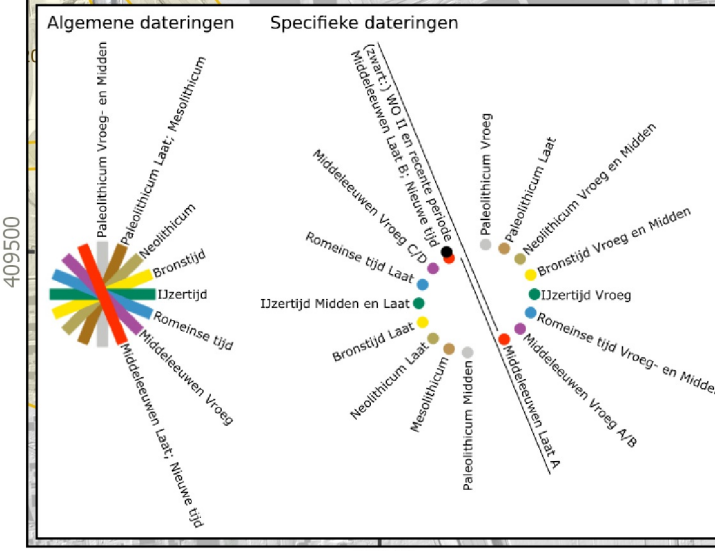 Algemene dateringen
Paleolithicum Vroeg- en Midden
Paleolithicum Laat; Mesolithicum
Neolithicum
Bronstijd
IJzertijd
Romeinse tijd
Middeleeuwen Vroeg
Middeleeuwen Laat; Nieuwe tijd
Specifieke dateringen
(zwart:) WO II en recente periode
Middeleeuwen Laat B; Nieuwe tijd
Middeleeuwen Vroeg C/D
Romeinse tijd Laat
IJzertijd Midden en Laat
Bronstijd Laat
Neolithicum Laat
Mesolithicum
Paleolithicum Midden
Paleolithicum Vroeg
Paleolithicum Laat
Neolithicum Vroeg en Midden
Bronstijd Vroeg en Midden
IJzertijd Vroeg
Romeinse tijd Vroeg- en
Middeleeuwen Vroeg A/B
Middeleeuwen Laat A
409500